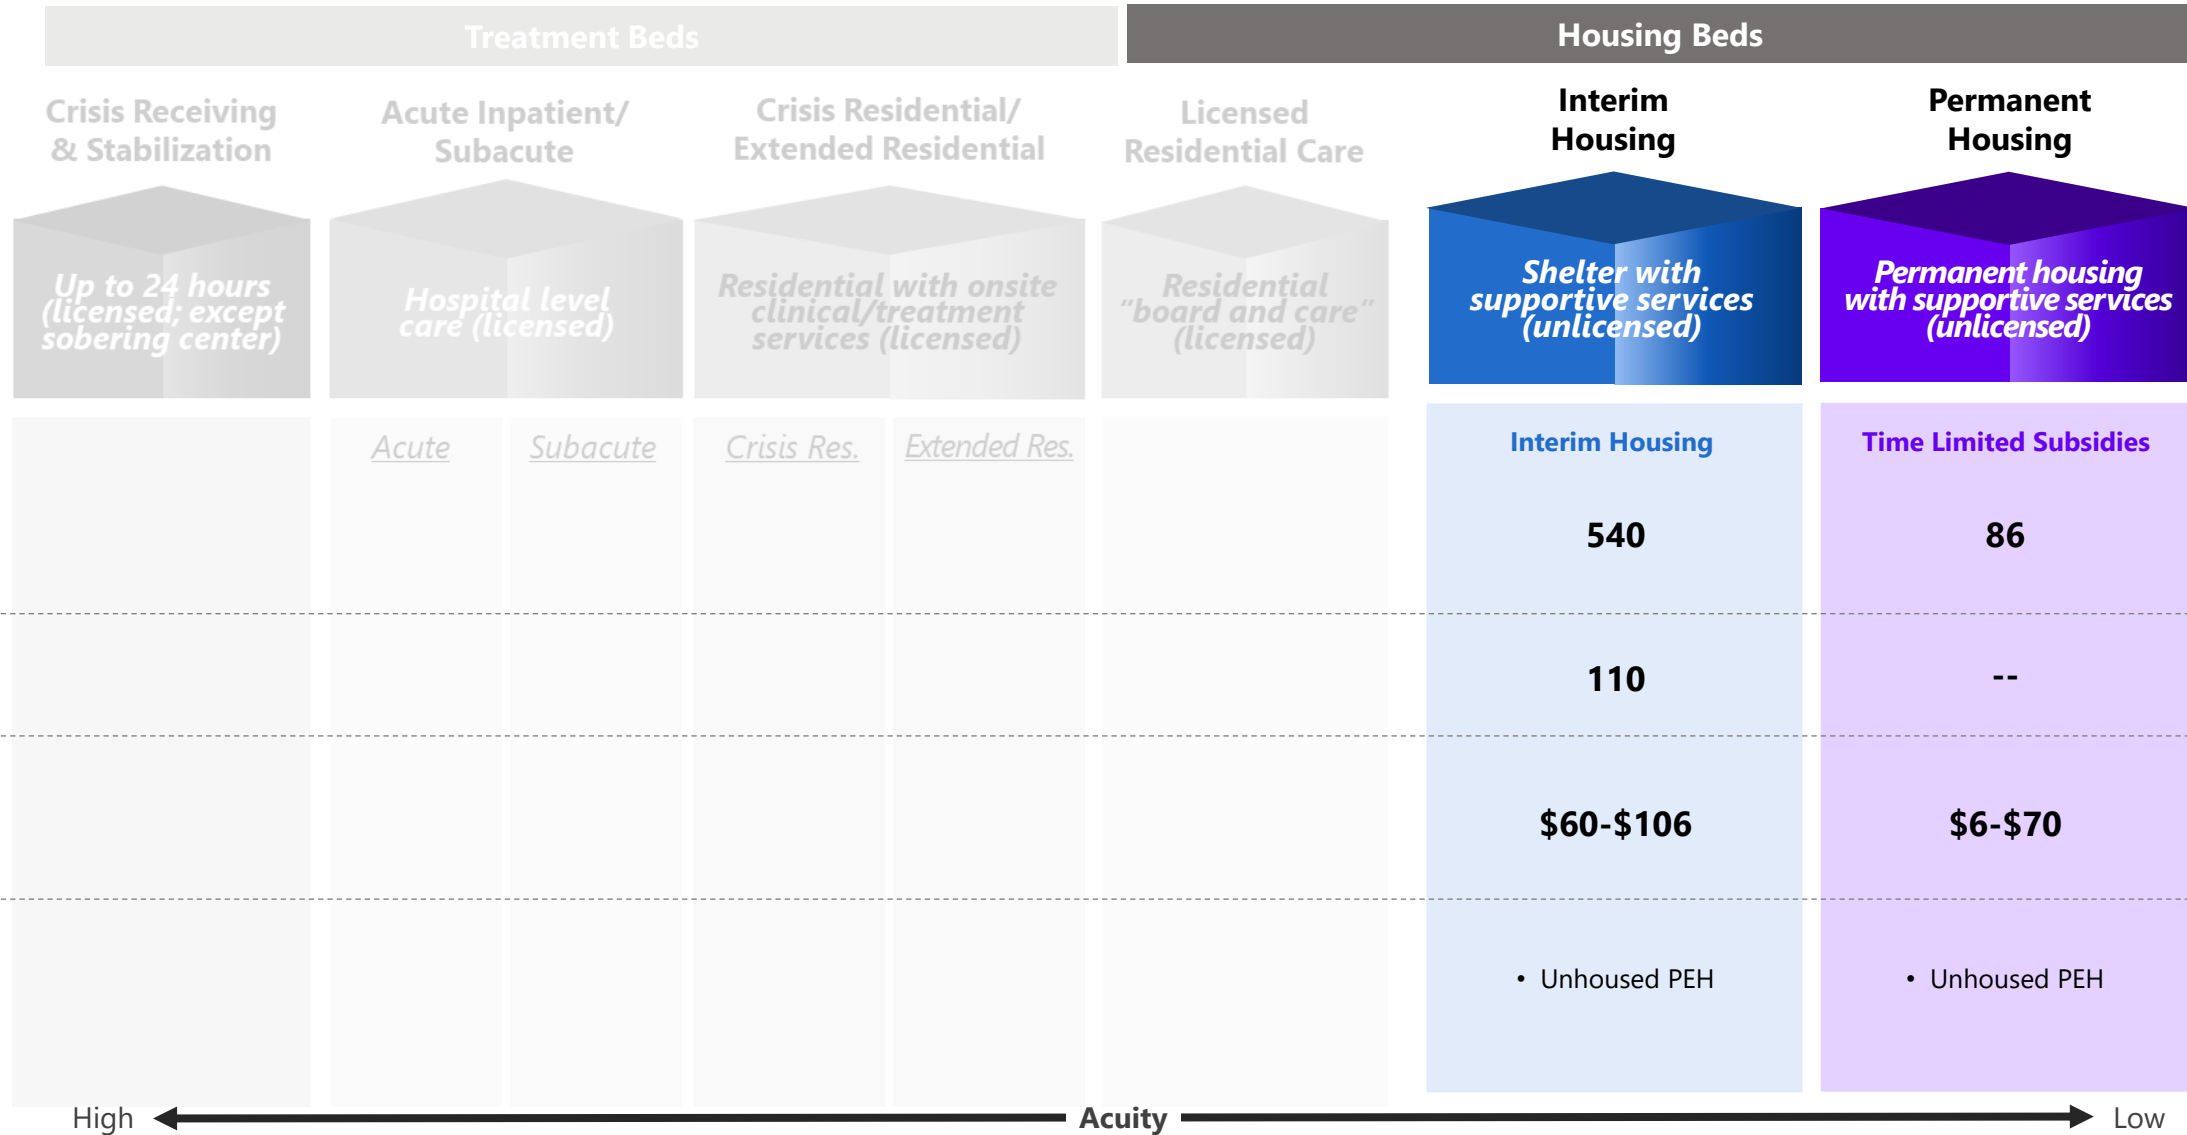 Treatment Beds
Housing Beds
Crisis Receiving
& Stabilization
Acute Inpatient/
Subacute
Crisis Residential/
Extended Residential
Licensed
Residential Care
Interim
Housing
Permanent
Housing
Up to 24 hours
(licensed; except
sobering center)
Hospital level
care (licensed)
Residential with onsite
clinical/treatment
services (licensed)
Residential
"board and care"
(licensed)
Shelter with
supportive services
(unlicensed)
Permanent housing
with supportive services
(unlicensed)
Acute
Subacute
Crisis Res.
Extended Res.
Interim Housing
Time Limited Subsidies
540
86
110
--
$60-$106
$6-$70
• Unhoused PEH
• Unhoused PEH
High
Acuity
Low